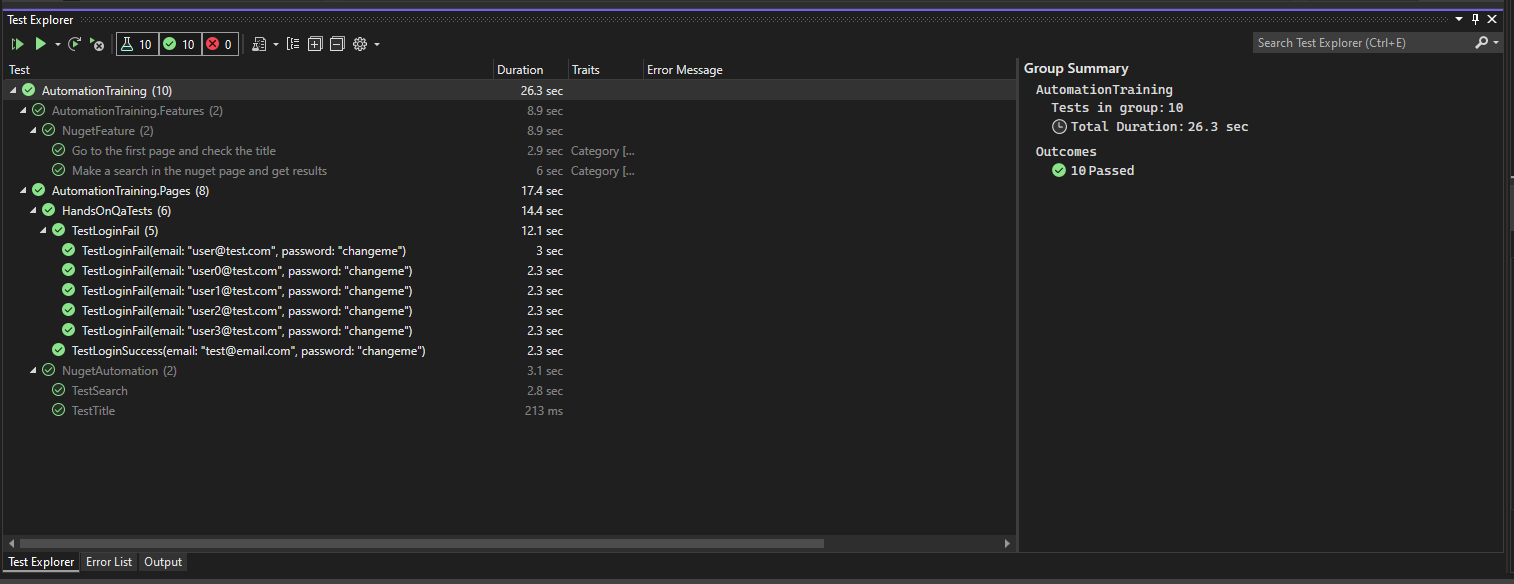 Test Explorer
10 10 0
Search Test Explorer (Ctrl+E)
Test Duration Traits Error Message
AutomationTraining (10) 26.3 sec
AutomationTraining.Features (2) 8.9 sec
NugetFeature (2) 8.9 sec
Go to the first page and check the title 2.9 sec Category [...
Make a search in the nuget page and get results 6 sec Category [...
AutomationTraining.Pages (8) 17.4 sec
HandsOnQaTests (6) 14.4 sec
TestLoginFail (5) 12.1 sec
TestLoginFail(email: "user@test.com", password: "changeme") 3 sec
TestLoginFail(email: "user0@test.com", password: "changeme") 2.3 sec
TestLoginFail(email: "user1@test.com", password: "changeme") 2.3 sec
TestLoginFail(email: "user2@test.com", password: "changeme") 2.3 sec
TestLoginFail(email: "user3@test.com", password: "changeme") 2.3 sec
TestLoginSuccess(email: "test@email.com", password: "changeme") 2.3 sec
NugetAutomation (2) 3.1 sec
TestSearch 2.8 sec
TestTitle 213 ms
Group Summary
AutomationTraining
Tests in group: 10
Total Duration: 26.3 sec
Outcomes
10 Passed
Test Explorer Error List Output